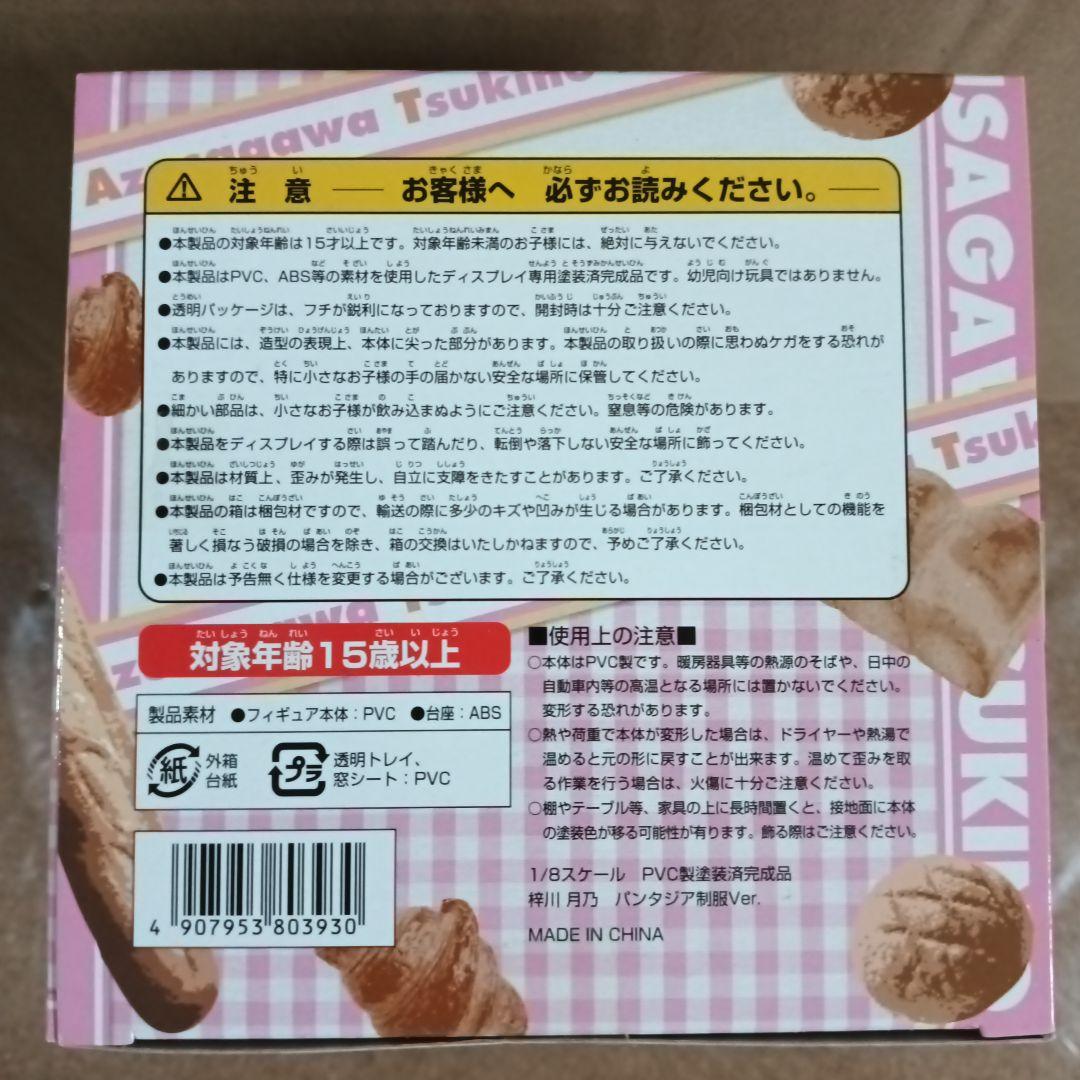 Azusagawa Tsukino
注意 お客様へ 必ずお読みください。
●本製品の対象年齢は15才以上です。対象年齢未満のお子様には、絶対に与えないでください。
●本製品はPVC、ABS等の素材を使用したディスプレイ専用塗装済完成品です。幼児向け玩具ではありません。
●透明パッケージは、フチが鋭利になっておりますので、開封時は十分ご注意ください。
●本製品には、造型の表現上、本体に尖った部分があります。本製品の取り扱いの際に思わぬケガをする恐れが
ありますので、特に小さなお子様の手の届かない安全な場所に保管してください。
●細かい部品は、小さなお子様が飲み込まぬようにご注意ください。窒息等の危険があります。
●本製品をディスプレイする際は誤って踏んだり、転倒や落下しない安全な場所に飾ってください。
●本製品は材質上、歪みが発生し、自立に支障をきたすことがあります。ご了承ください。
●本製品の箱は梱包材ですので、輸送の際に多少のキズや凹みが生じる場合があります。梱包材としての機能を
著しく損なう破損の場合を除き、箱の交換はいたしかねますので、予めご了承ください。
●本製品は予告無く仕様を変更する場合がございます。ご了承ください。
対象年齢15歳以上
製品素材 ●フィギュア本体：PVC ●台座：ABS
紙 外箱
台紙
プラ 透明トレイ、
窓シート：PVC
4 907953 803930
■使用上の注意■
○本体はPVC製です。暖房器具等の熱源のそばや、日中の
自動車内等の高温となる場所には置かないでください。
変形する恐れがあります。
○熱や荷重で本体が変形した場合は、ドライヤーや熱湯で
温めると元の形に戻すことが出来ます。温めて歪みを取
る作業を行う場合は、火傷に十分ご注意ください。
○棚やテーブル等、家具の上に長時間置くと、接地面に本体
の塗装色が移る可能性が有ります。飾る際はご注意ください。
1/8スケール PVC製塗装済完成品
梓川 月乃 パンタジア制服Ver.
MADE IN CHINA